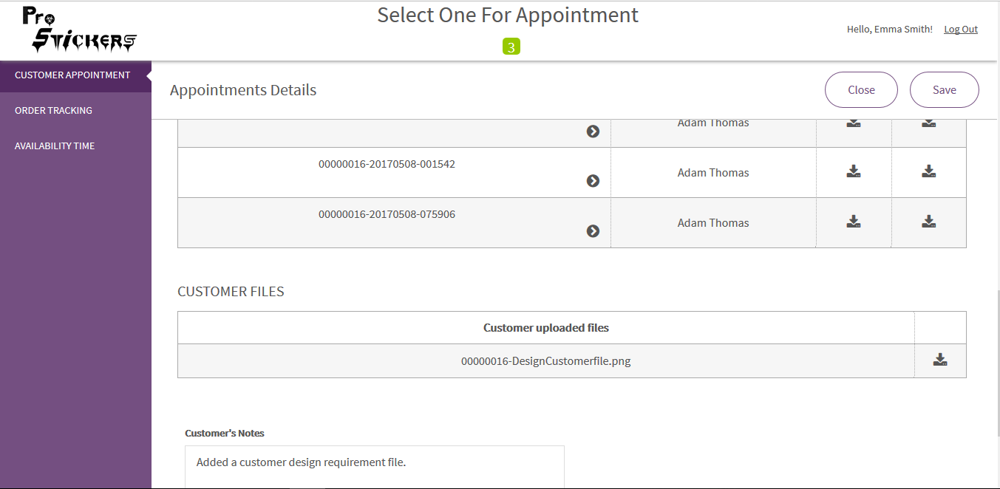 Pro
Stickers
Select One For Appointment
3
Hello, Emma Smith! Log Out
CUSTOMER APPOINTMENT
ORDER TRACKING
AVAILABILITY TIME
Appointments Details
Close
Save
Adam Thomas
00000016-20170508-001542
Adam Thomas
00000016-20170508-075906
Adam Thomas
CUSTOMER FILES
Customer uploaded files
00000016-DesignCustomerfile.png
Customer's Notes
Added a customer design requirement file.